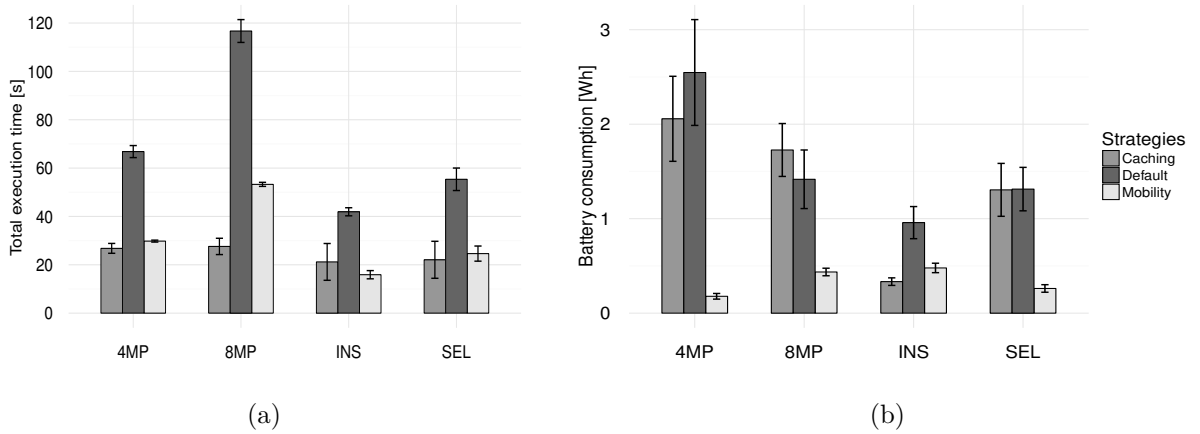 Total execution time [s]
120
100
80
60
40
20
0
4MP 8MP INS SEL
(a)
Battery consumption [Wh]
3
2
1
0
4MP 8MP INS SEL
(b)
Strategies
Caching
Default
Mobility